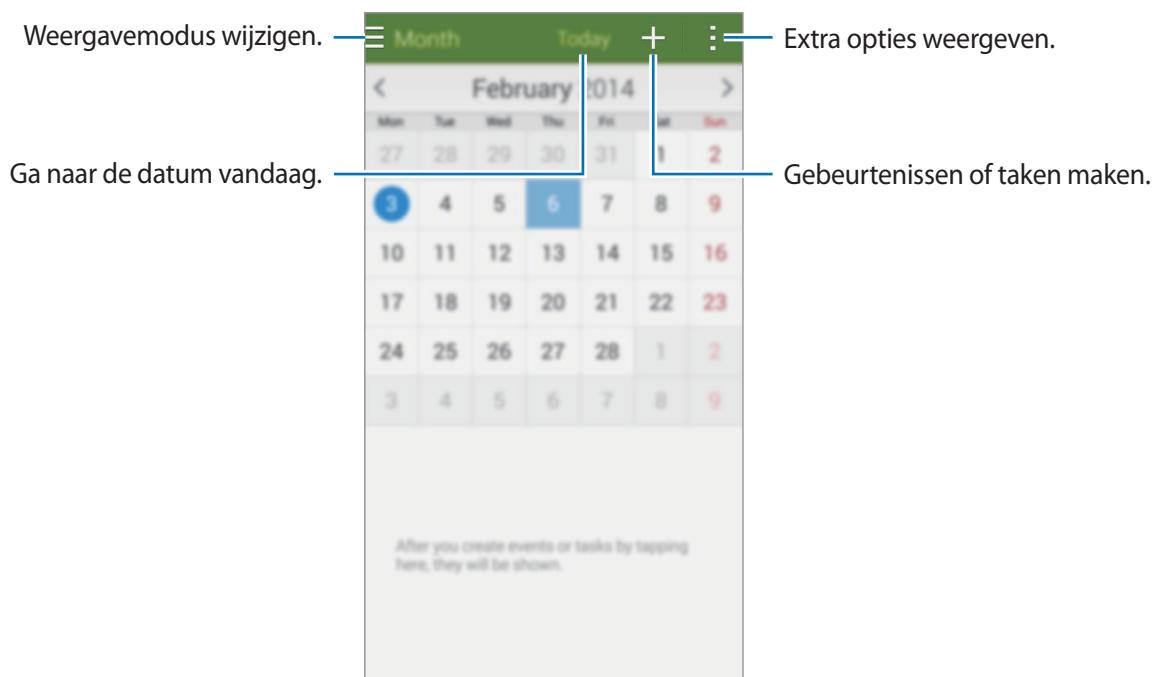 Weergavemodus wijzigen.
Month Today
Extra opties weergeven.
February 2014
Mon Tue Wed Thu Fri Sat Sun
27 28 29 30 31 1 2
Ga naar de datum vandaag.
Gebeurtenissen of taken maken.
3 4 5 6 7 8 9
10 11 12 13 14 15 16
17 18 19 20 21 22 23
24 25 26 27 28 1 2
3 4 5 6 7 8 9
After you create events or tasks by tapping
here, they will be shown.